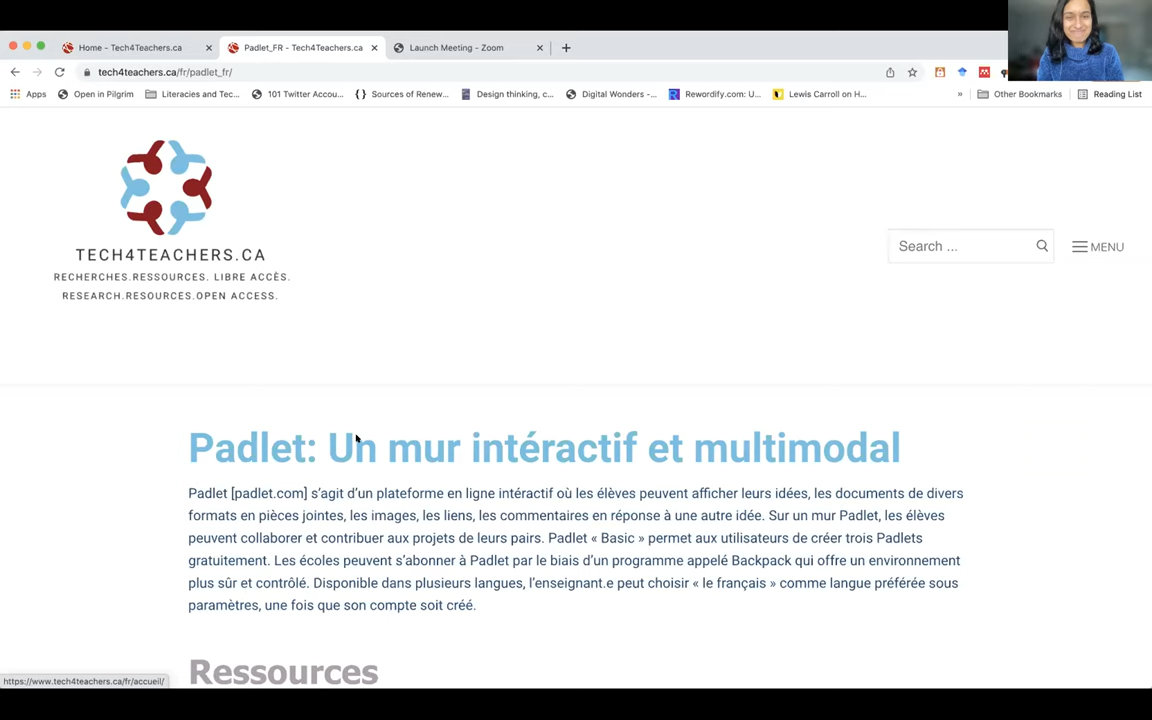 Home - Tech4Teachers.ca
Padlet_FR - Tech4Teachers.ca
Launch Meeting - Zoom
tech4teachers.ca/fr/padlet_fr/
Apps
Open in Pilgrim
Literacies and Tec...
101 Twitter Accou...
Sources of Renew...
Design thinking, c...
Digital Wonders -...
Rewordify.com: U...
Lewis Carroll on H...
»
Other Bookmarks
Reading List
TECH4TEACHERS.CA
RECHERCHES.RESSOURCES. LIBRE ACCÈS.
RESEARCH.RESOURCES.OPEN ACCESS.
Search ...
MENU
Padlet: Un mur intéractif et multimodal
Padlet [padlet.com] s’agit d’un plateforme en ligne intéractif où les élèves peuvent afficher leurs idées, les documents de divers
formats en pièces jointes, les images, les liens, les commentaires en réponse à une autre idée. Sur un mur Padlet, les élèves
peuvent collaborer et contribuer aux projets de leurs pairs. Padlet « Basic » permet aux utilisateurs de créer trois Padlets
gratuitement. Les écoles peuvent s’abonner à Padlet par le biais d’un programme appelé Backpack qui offre un environnement
plus sûr et contrôlé. Disponible dans plusieurs langues, l’enseignant.e peut choisir « le français » comme langue préférée sous
paramètres, une fois que son compte soit créé.
Ressources
https://www.tech4teachers.ca/fr/accueil/